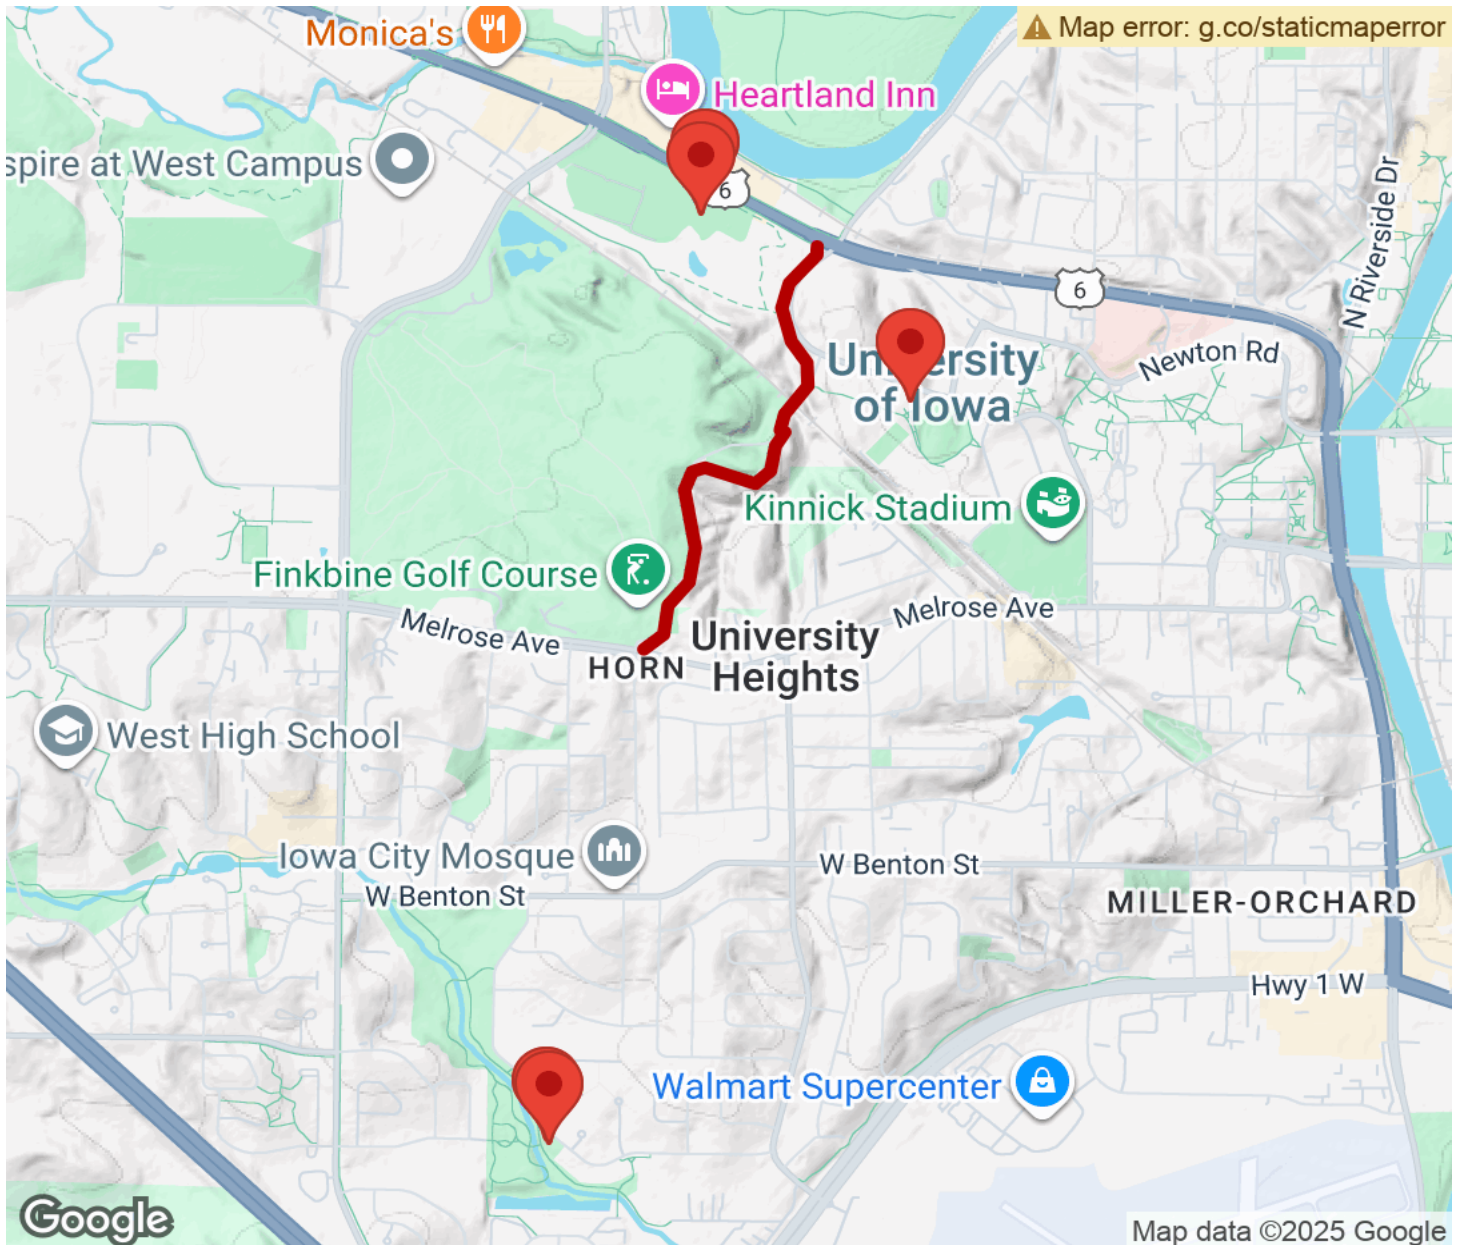 Monica's
Map error: g.co/staticmaperror
Heartland Inn
spire at West Campus
6
N Riverside Dr
6
University
of Iowa
Newton Rd
Kinnick Stadium
Finkbine Golf Course
Melrose Ave
Melrose Ave
HORN
University
Heights
West High School
Iowa City Mosque
W Benton St
W Benton St
MILLER-ORCHARD
Hwy 1 W
Walmart Supercenter
Google
Map data ©2025 Google